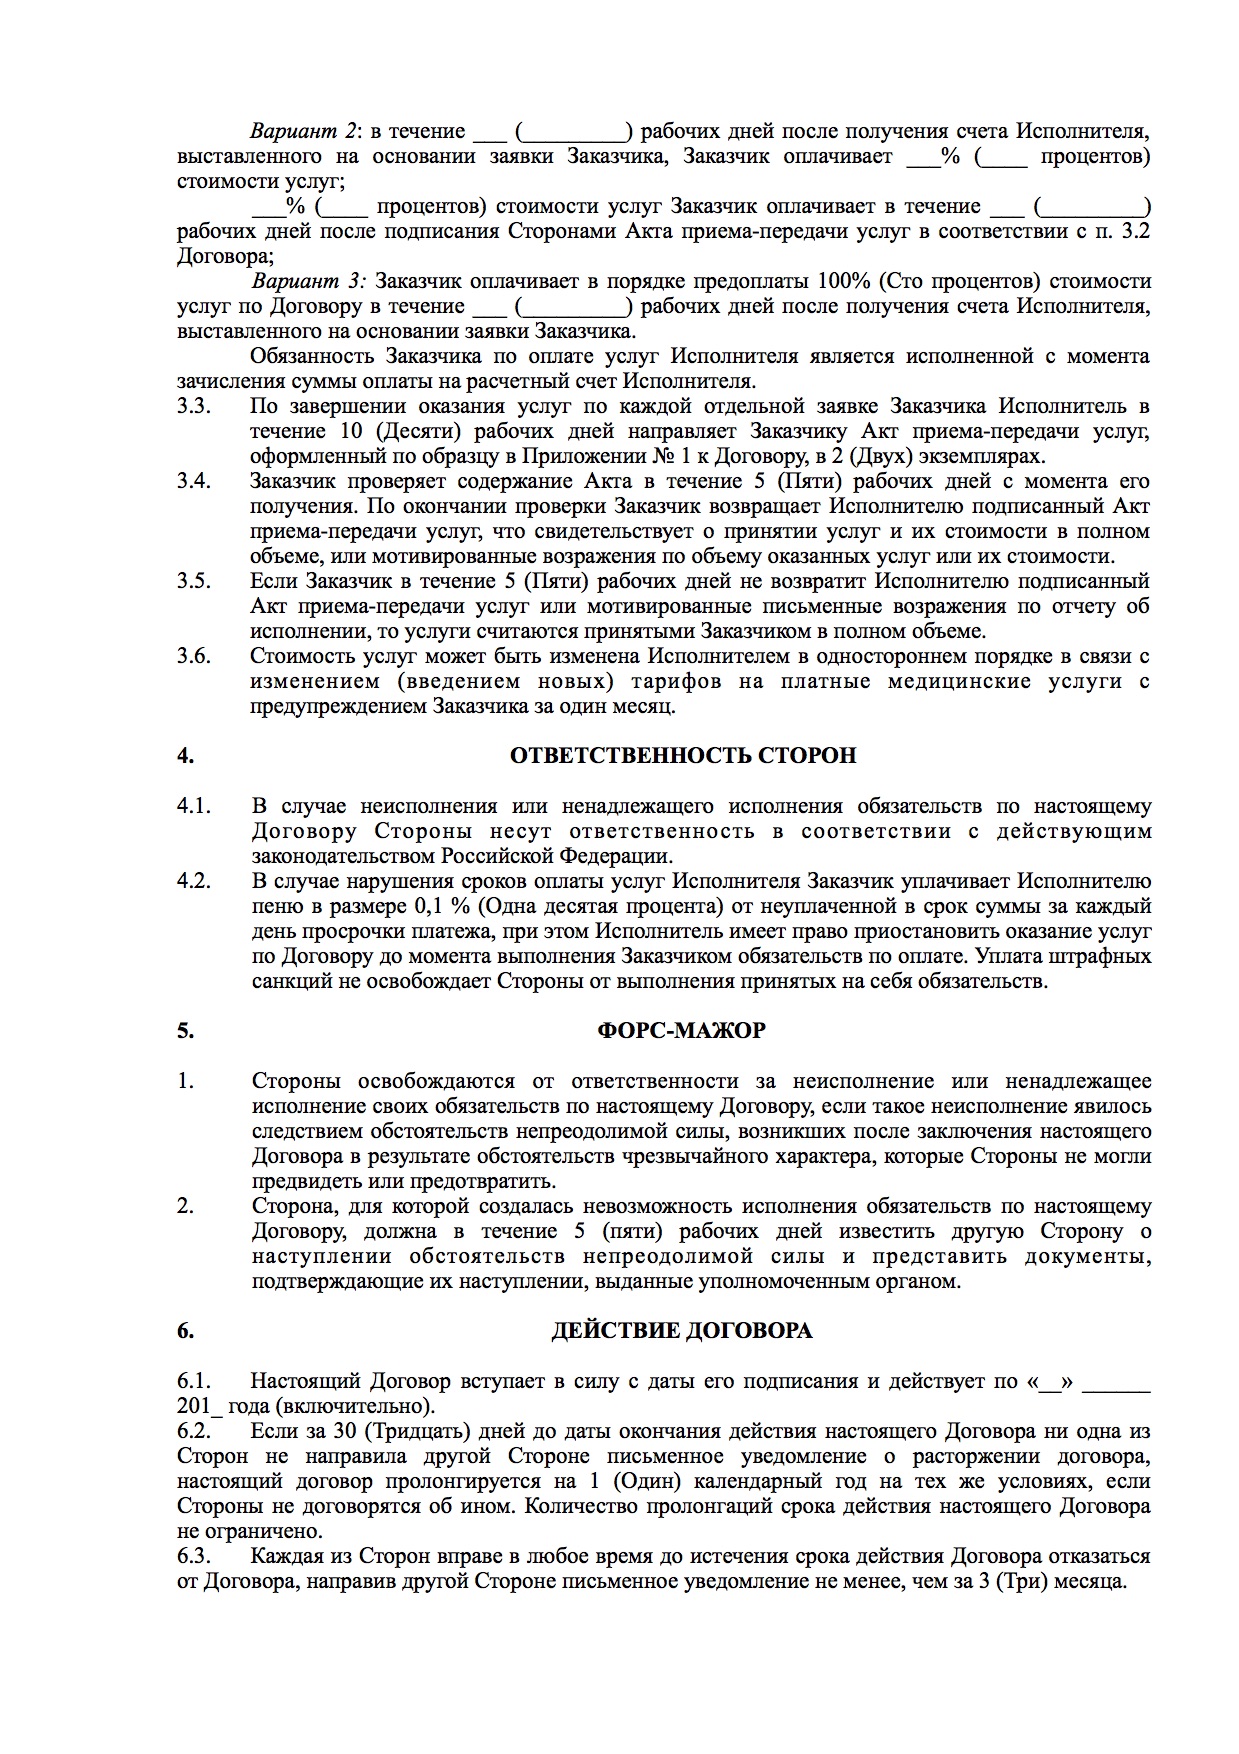 Вариант 2: в течение ___ (_________) рабочих дней после получения счета Исполнителя,
выставленного на основании заявки Заказчика, Заказчик оплачивает ___% (____ процентов)
стоимости услуг;
___% (____ процентов) стоимости услуг Заказчик оплачивает в течение ___ (_________)
рабочих дней после подписания Сторонами Акта приема-передачи услуг в соответствии с п. 3.2
Договора;
Вариант 3: Заказчик оплачивает в порядке предоплаты 100% (Сто процентов) стоимости
услуг по Договору в течение ___ (_________) рабочих дней после получения счета Исполнителя,
выставленного на основании заявки Заказчика.
Обязанность Заказчика по оплате услуг Исполнителя является исполненной с момента
зачисления суммы оплаты на расчетный счет Исполнителя.
3.3. По завершении оказания услуг по каждой отдельной заявке Заказчика Исполнитель в
течение 10 (Десяти) рабочих дней направляет Заказчику Акт приема-передачи услуг,
оформленный по образцу в Приложении № 1 к Договору, в 2 (Двух) экземплярах.
3.4. Заказчик проверяет содержание Акта в течение 5 (Пяти) рабочих дней с момента его
получения. По окончании проверки Заказчик возвращает Исполнителю подписанный Акт
приема-передачи услуг, что свидетельствует о принятии услуг и их стоимости в полном
объеме, или мотивированные возражения по объему оказанных услуг или их стоимости.
3.5. Если Заказчик в течение 5 (Пяти) рабочих дней не возвратит Исполнителю подписанный
Акт приема-передачи услуг или мотивированные письменные возражения по отчету об
исполнении, то услуги считаются принятыми Заказчиком в полном объеме.
3.6. Стоимость услуг может быть изменена Исполнителем в одностороннем порядке в связи с
изменением (введением новых) тарифов на платные медицинские услуги с
предупреждением Заказчика за один месяц.
4. ОТВЕТСТВЕННОСТЬ СТОРОН
4.1. В случае неисполнения или ненадлежащего исполнения обязательств по настоящему
Договору Стороны несут ответственность в соответствии с действующим
законодательством Российской Федерации.
4.2. В случае нарушения сроков оплаты услуг Исполнителя Заказчик уплачивает Исполнителю
пеню в размере 0,1 % (Одна десятая процента) от неуплаченной в срок суммы за каждый
день просрочки платежа, при этом Исполнитель имеет право приостановить оказание услуг
по Договору до момента выполнения Заказчиком обязательств по оплате. Уплата штрафных
санкций не освобождает Стороны от выполнения принятых на себя обязательств.
5. ФОРС-МАЖОР
1. Стороны освобождаются от ответственности за неисполнение или ненадлежащее
исполнение своих обязательств по настоящему Договору, если такое неисполнение явилось
следствием обстоятельств непреодолимой силы, возникших после заключения настоящего
Договора в результате обстоятельств чрезвычайного характера, которые Стороны не могли
предвидеть или предотвратить.
2. Сторона, для которой создалась невозможность исполнения обязательств по настоящему
Договору, должна в течение 5 (пяти) рабочих дней известить другую Сторону о
наступлении обстоятельств непреодолимой силы и представить документы,
подтверждающие их наступлении, выданные уполномоченным органом.
6. ДЕЙСТВИЕ ДОГОВОРА
6.1. Настоящий Договор вступает в силу с даты его подписания и действует по «__» ______
201_ года (включительно).
6.2. Если за 30 (Тридцать) дней до даты окончания действия настоящего Договора ни одна из
Сторон не направила другой Стороне письменное уведомление о расторжении договора,
настоящий договор пролонгируется на 1 (Один) календарный год на тех же условиях, если
Стороны не договорятся об ином. Количество пролонгаций срока действия настоящего Договора
не ограничено.
6.3. Каждая из Сторон вправе в любое время до истечения срока действия Договора отказаться
от Договора, направив другой Стороне письменное уведомление не менее, чем за 3 (Три) месяца.